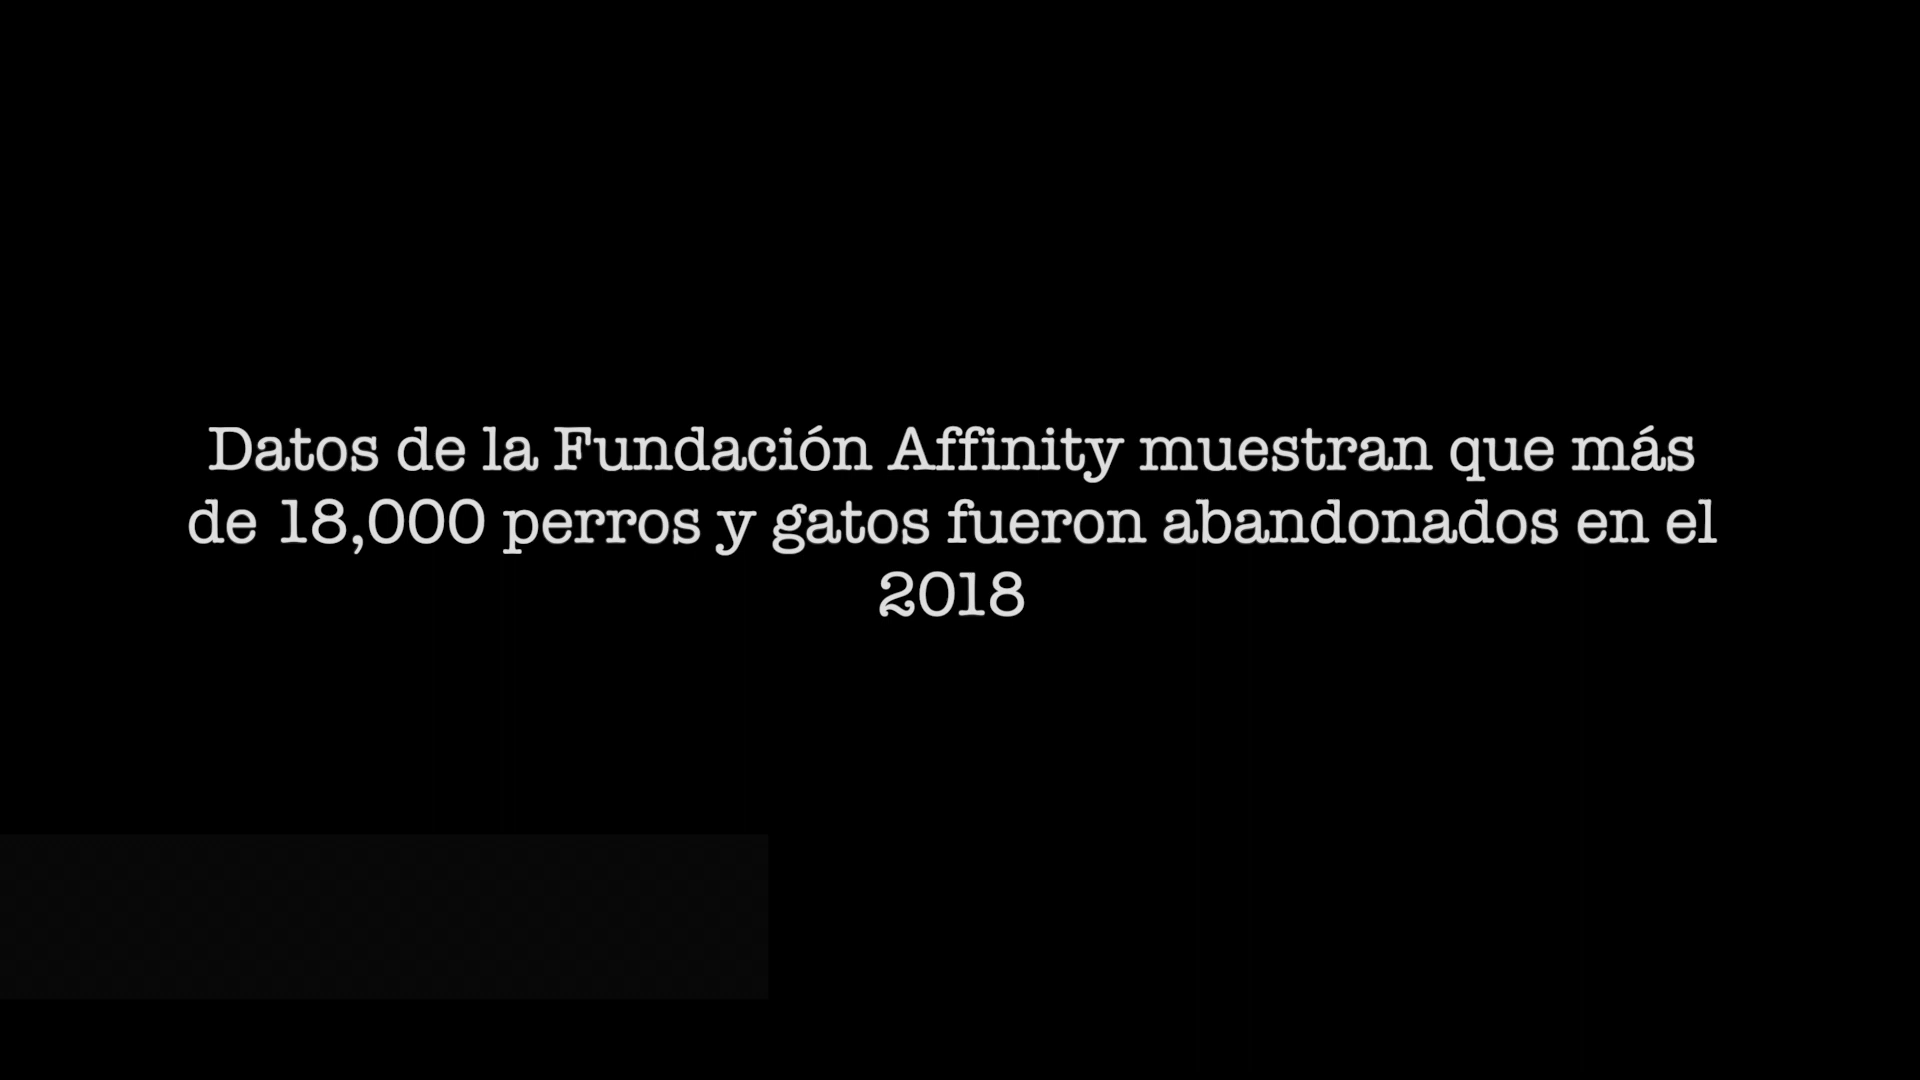 Datos de la Fundación Affinity muestran que más
de 18,000 perros y gatos fueron abandonados en el
2018